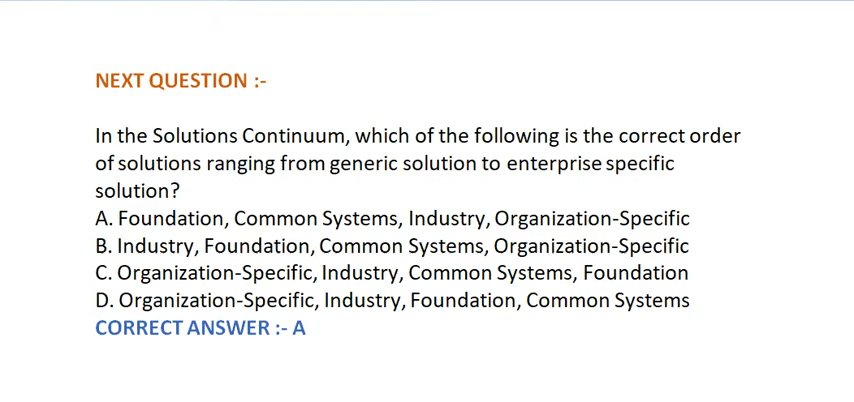 NEXT QUESTION :-
In the Solutions Continuum, which of the following is the correct order
of solutions ranging from generic solution to enterprise specific
solution?
A. Foundation, Common Systems, Industry, Organization-Specific
B. Industry, Foundation, Common Systems, Organization-Specific
C. Organization-Specific, Industry, Common Systems, Foundation
D. Organization-Specific, Industry, Foundation, Common Systems
CORRECT ANSWER :- A